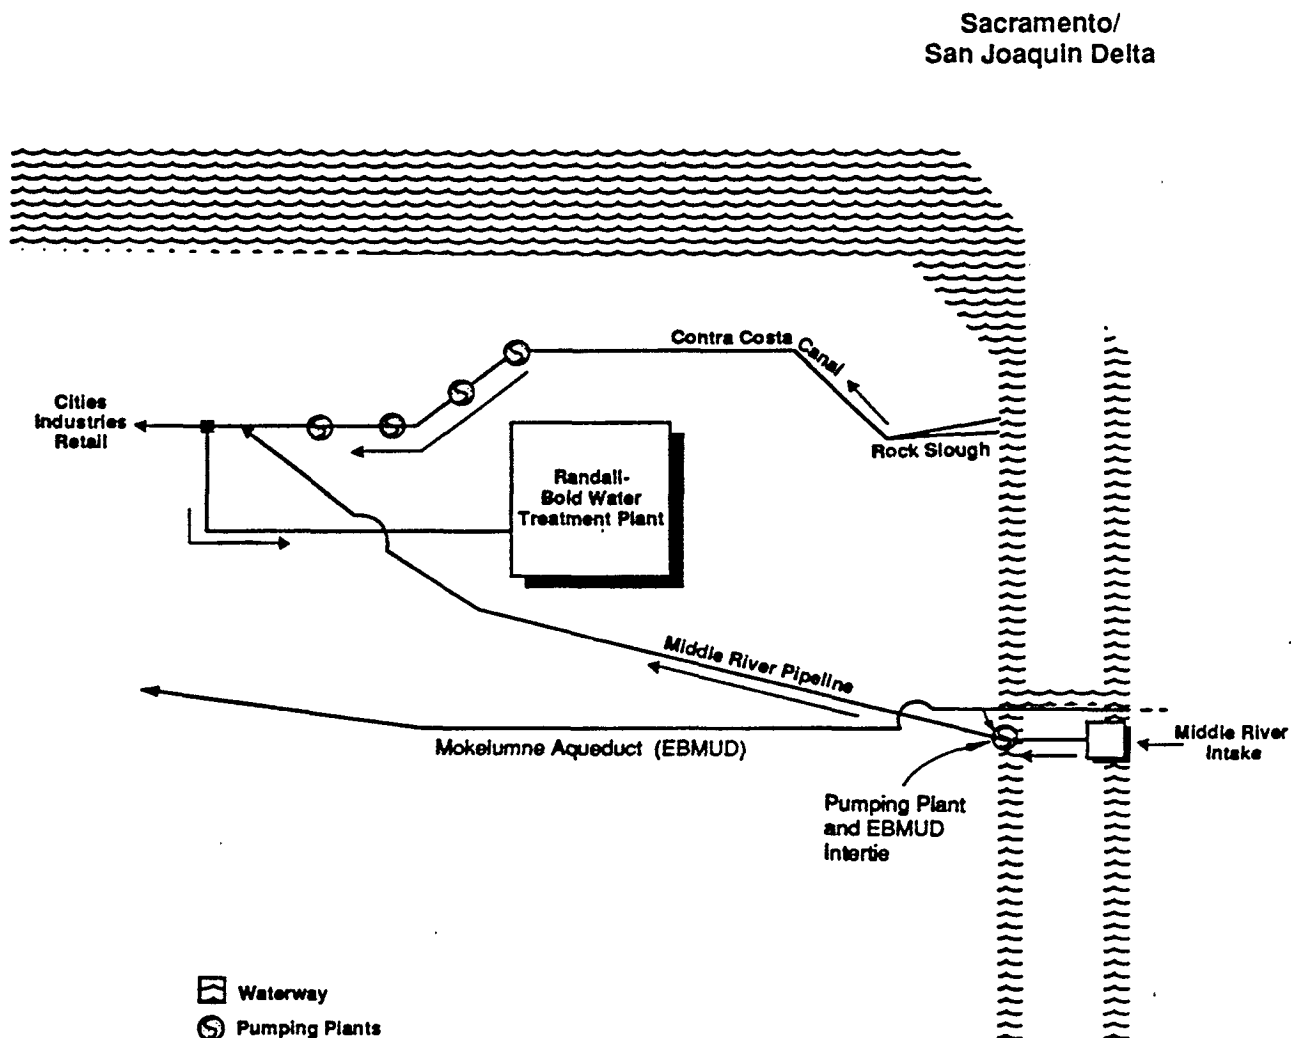 Sacramento/
San Joaquin Delta
Contra Costa
Canal
Cities
Industries
Retail
Rock Slough
Randall-
Bold Water
Treatment Plant
Middle River Pipeline
Mokelumne Aqueduct (EBMUD)
Middle River
Intake
Pumping Plant
and EBMUD
Intertie
Waterway
Pumping Plants